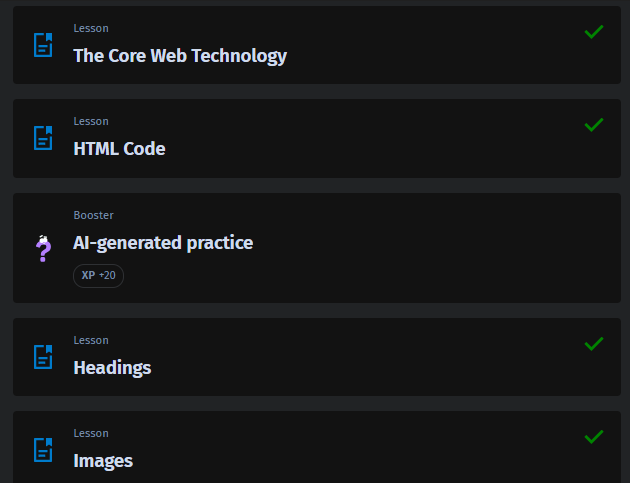 Lesson
The Core Web Technology
Lesson
HTML Code
Booster
AI-generated practice
XP +20
Lesson
Headings
Lesson
Images